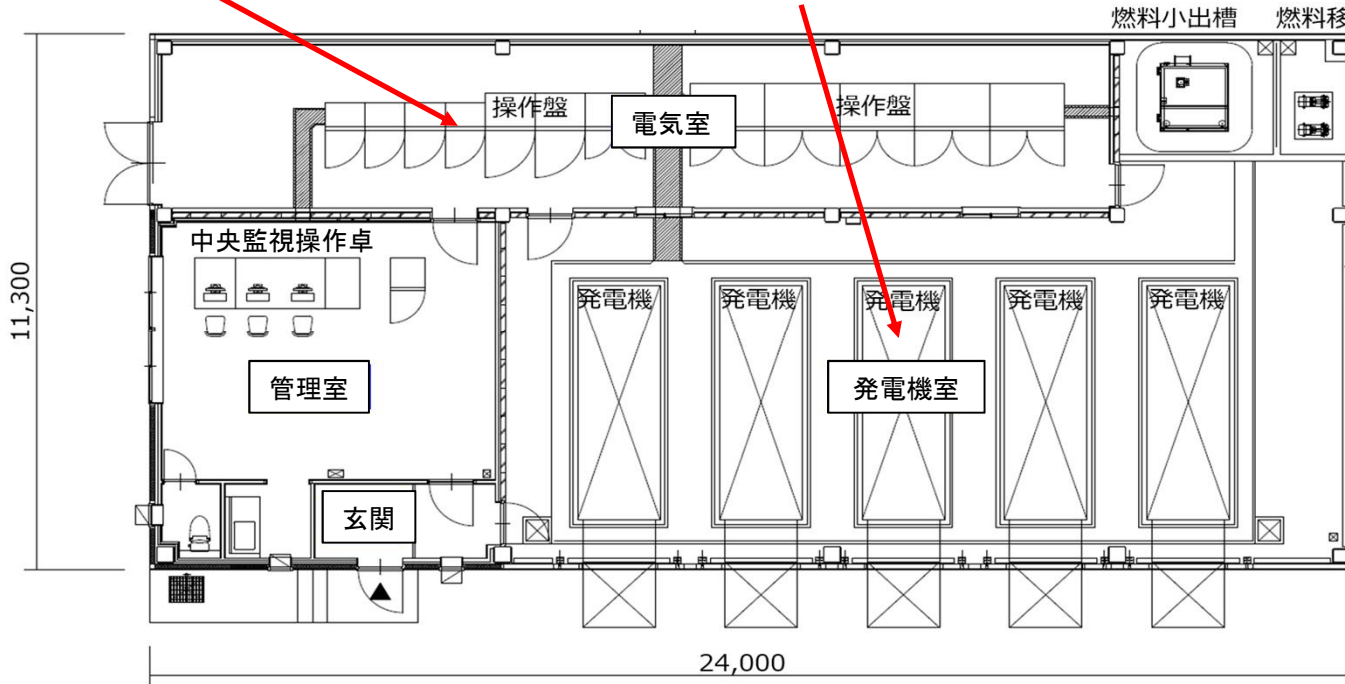 燃料小出槽
燃料移
操作盤
電気室
操作盤
中央監視操作卓
11,300
発電機
発電機
発電機
発電機
発電機
管理室
発電機室
玄関
24,000